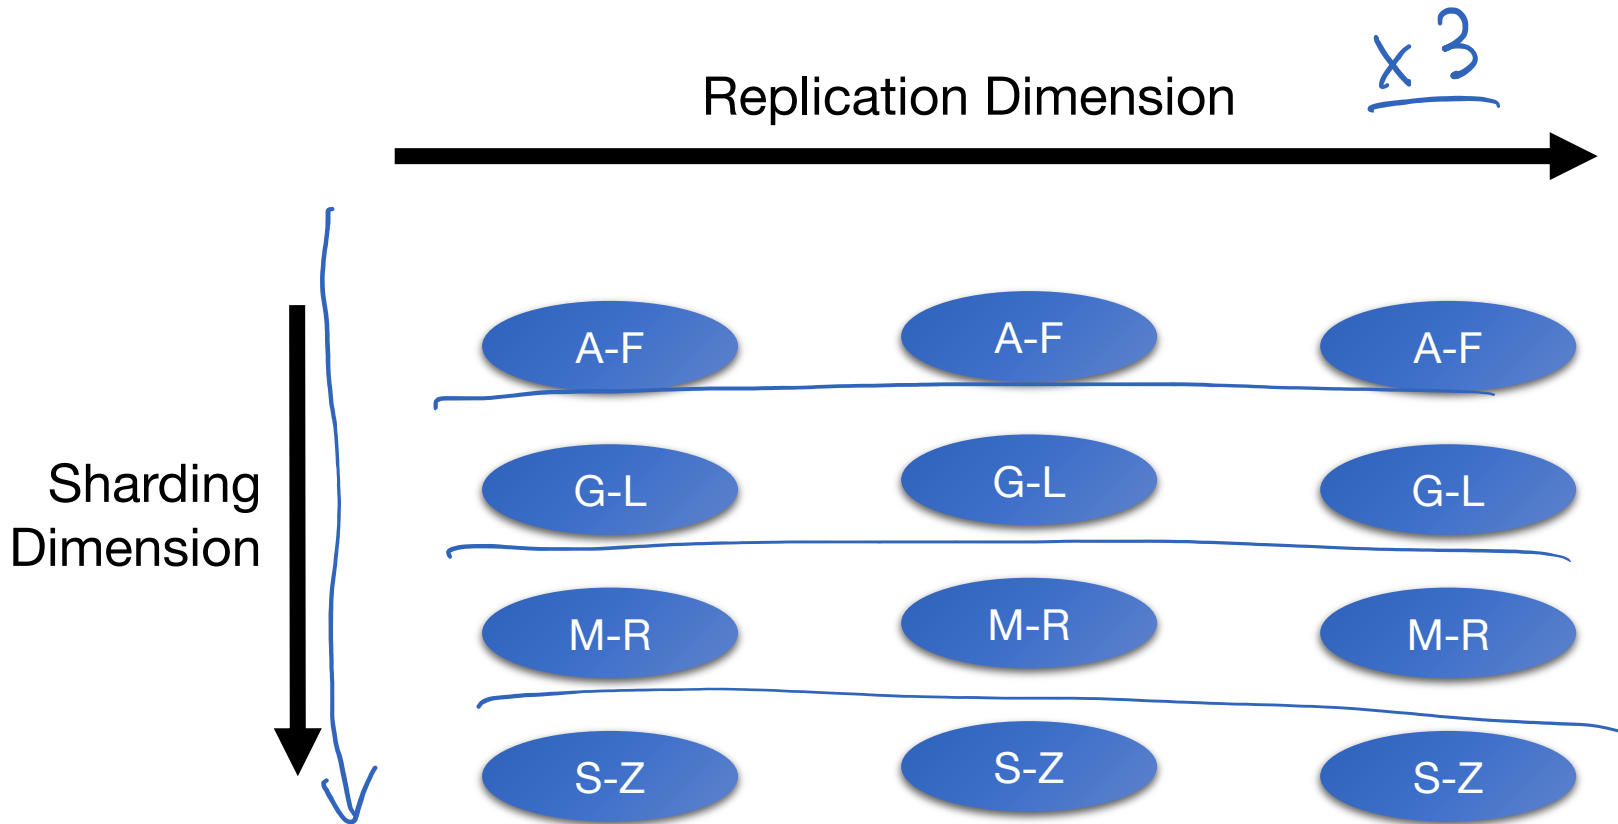 x 3
Replication Dimension
A-F A-F A-F
Sharding
Dimension
G-L G-L G-L
M-R M-R M-R
S-Z S-Z S-Z